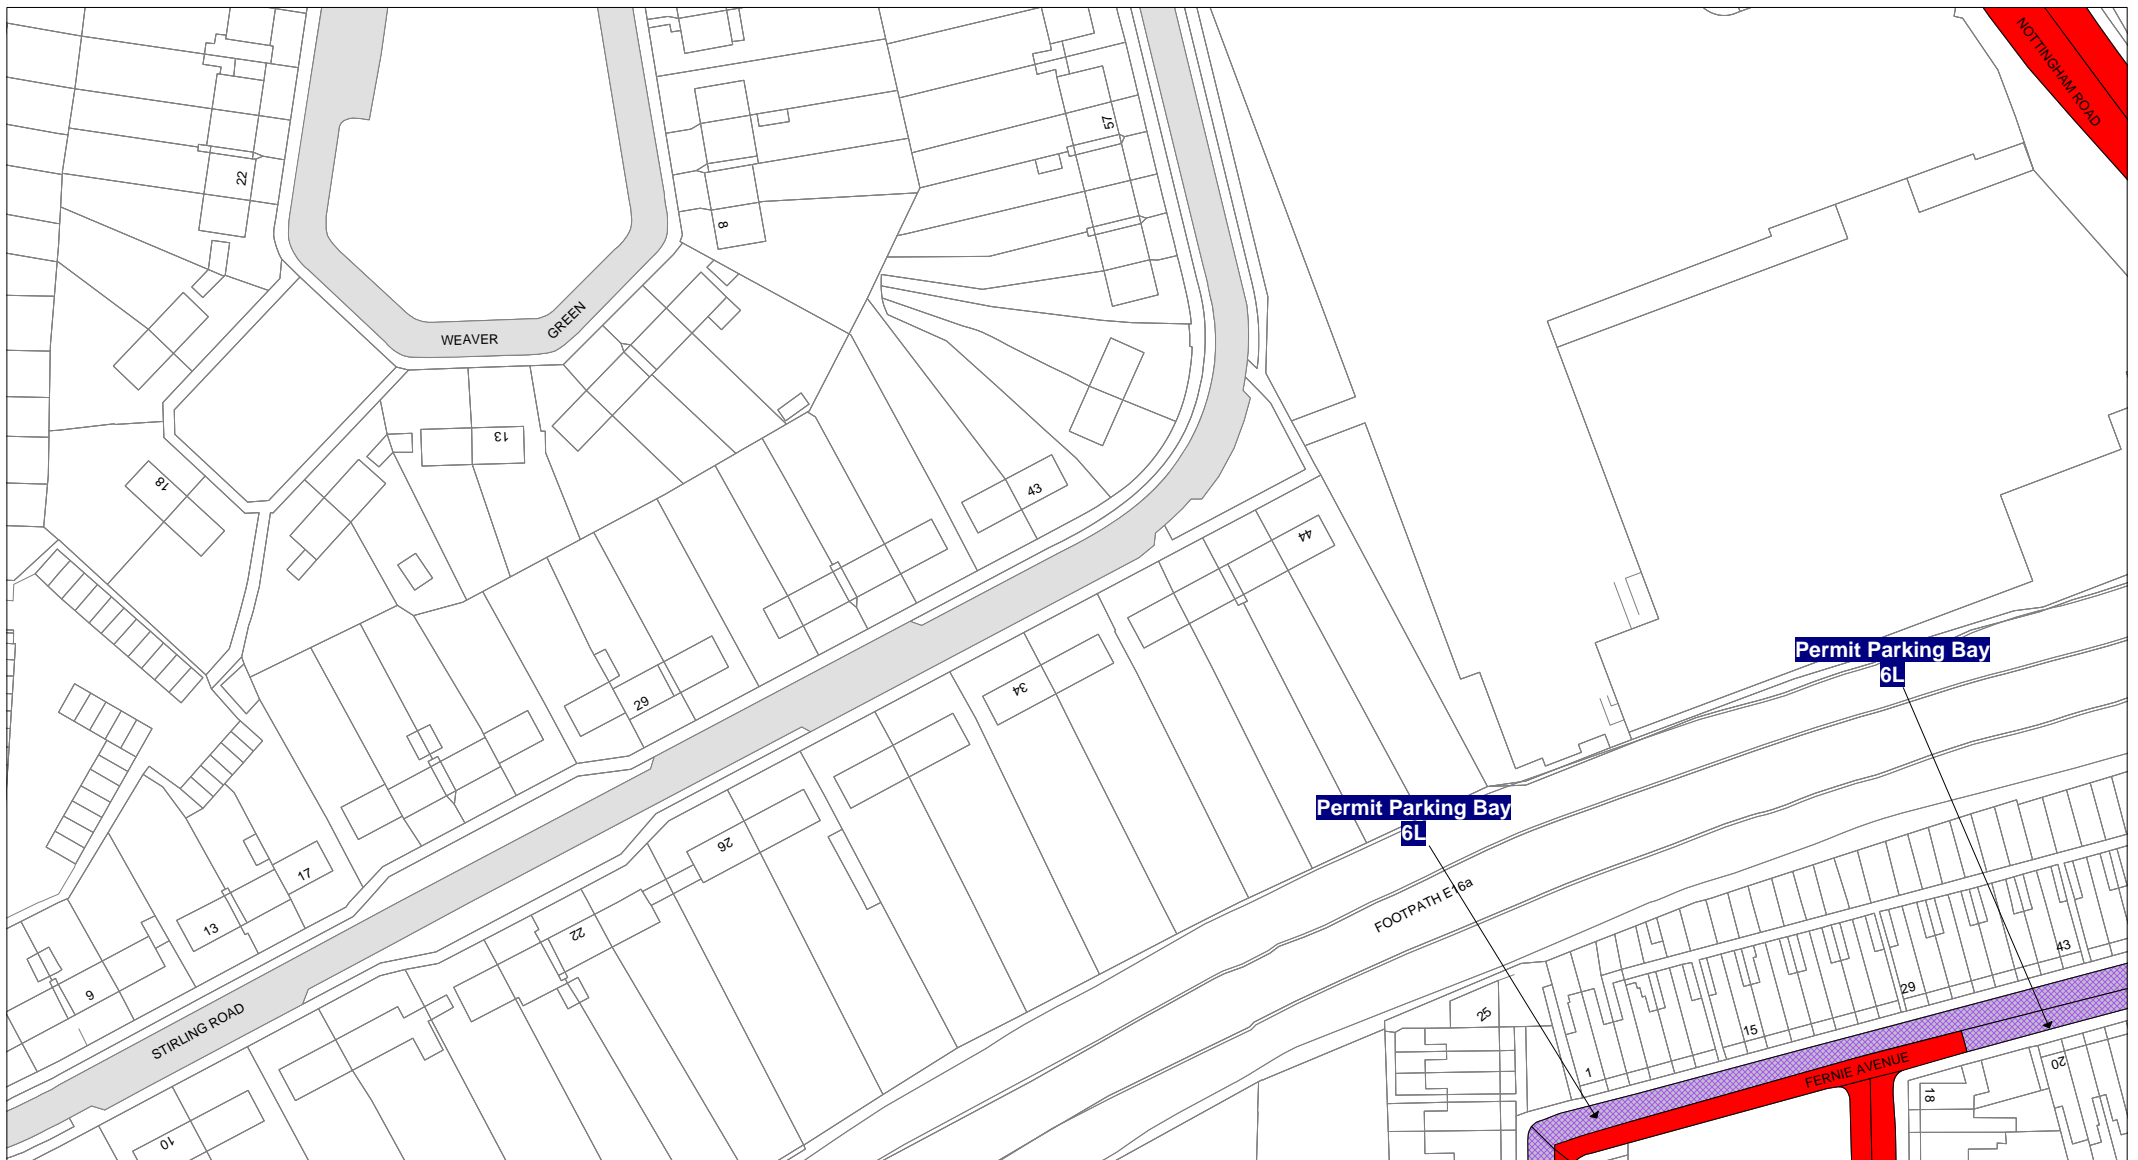 NOTTINGHAM ROAD
57
22
8
WEAVER
GREEN
13
18
43
44
Permit Parking Bay
6L
34
29
Permit Parking Bay
6L
26
17
FOOTPATH E16a
13
22
43
9
29
25
15
STIRLING ROAD
1
FERNIE AVENUE
20
18
10